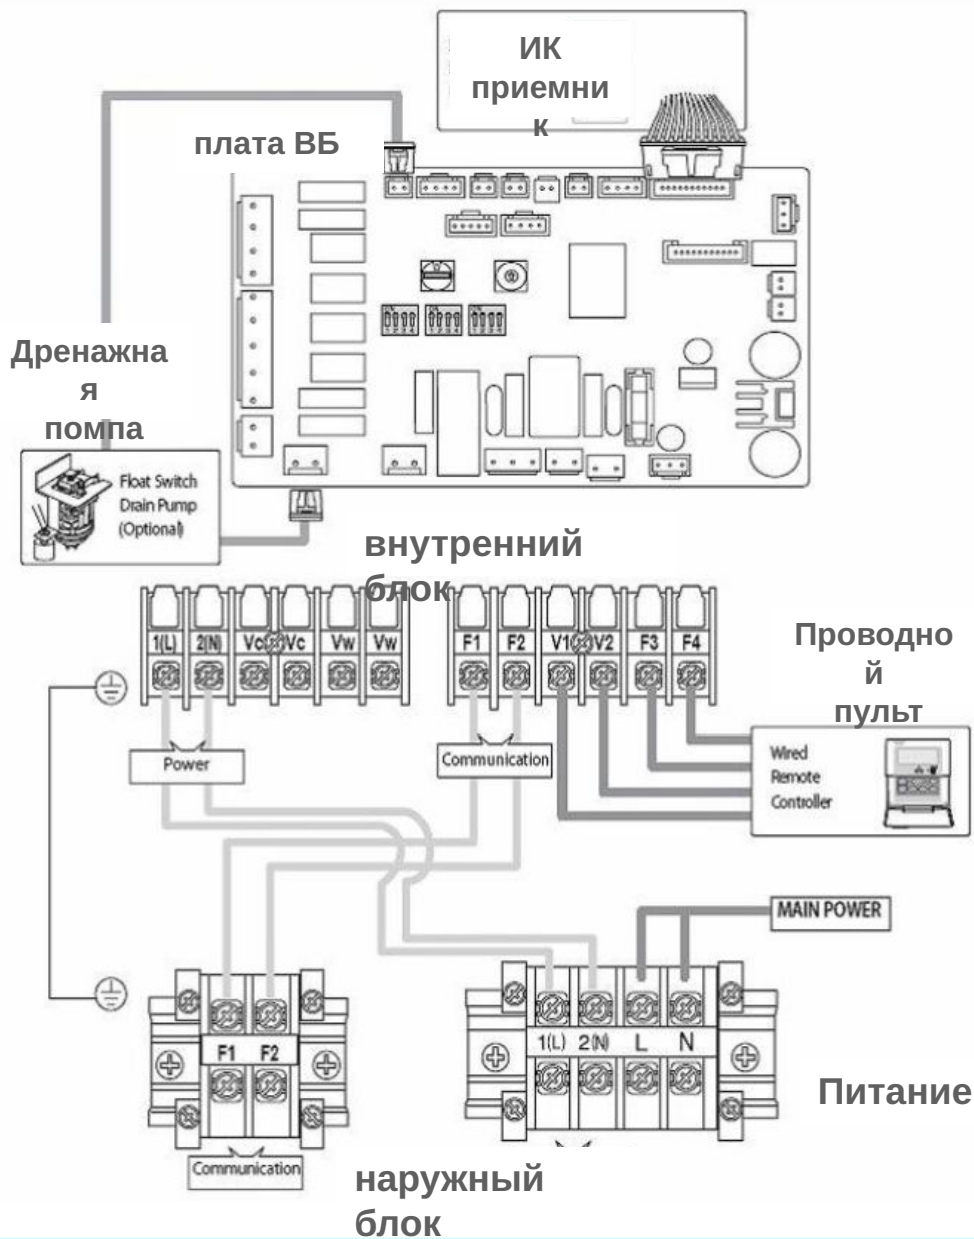 ИК
приемни
к
плата ВБ
Дренажна
я
помпа
Float Switch
Drain Pump
(Optional)
внутренний
блок
1(L) 2(N) Vc Vc Vw Vw
F1 F2 V1 V2 F3 F4
Проводно
й
пульт
Power
Communication
Wired
Remote
Controller
MAIN POWER
F1 F2
1(L) 2(N) L N
Питание
Communication
наружный
блок